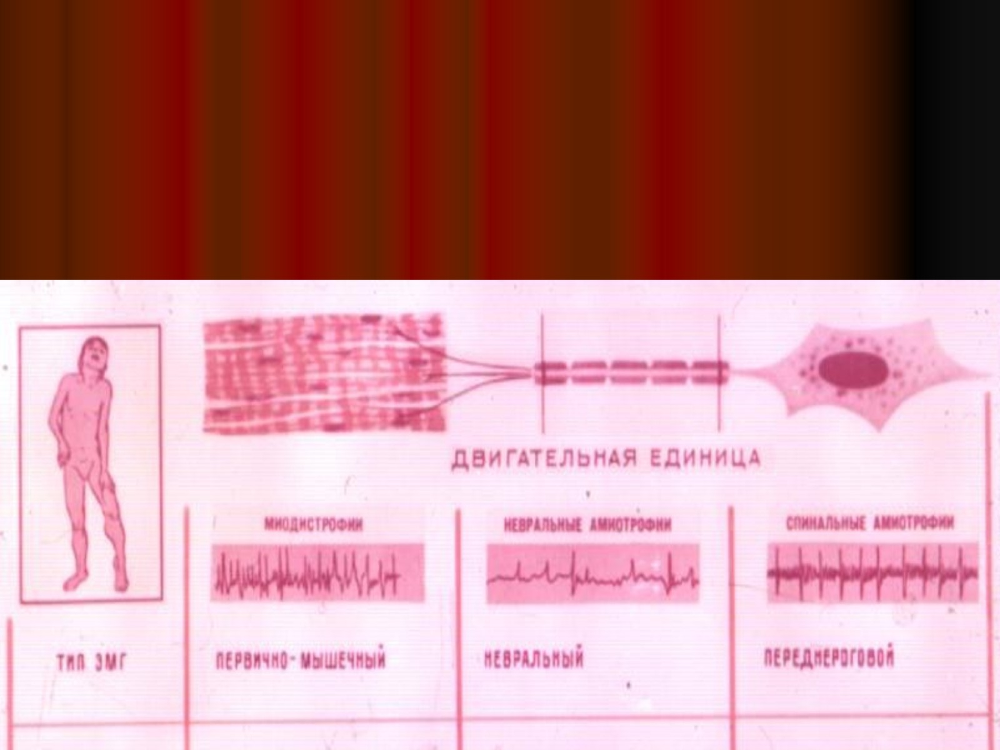 ДВИГАТЕЛЬНАЯ ЕДИНИЦА
МИОДИСТРОФИИ
НЕВРАЛЬНЫЕ АМИОТРОФИИ
СПИНАЛЬНЫЕ АМИОТРОФИИ
ТИП ЭМГ
ПЕРВИЧНО-МЫШЕЧНЫЙ
НЕВРАЛЬНЫЙ
ПЕРЕДНЕРОГОВОЙ